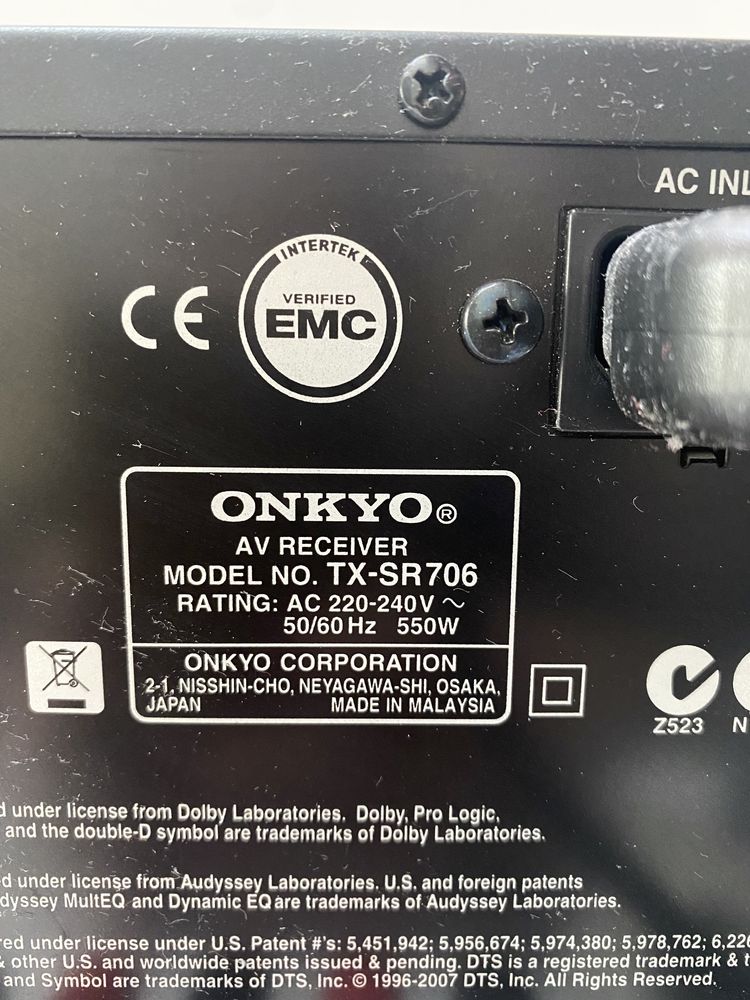 AC INL
INTERTEK
VERIFIED
EMC
CE
ONKYO®
AV RECEIVER
MODEL NO. TX-SR706
RATING: AC 220-240V ~
50/60 Hz 550W
ONKYO CORPORATION
2-1, NISSHIN-CHO, NEYAGAWA-SHI, OSAKA,
JAPAN MADE IN MALAYSIA
Z523 N
d under license from Dolby Laboratories. Dolby, Pro Logic,
and the double-D symbol are trademarks of Dolby Laboratories.
ed under license from Audyssey Laboratories. U.S. and foreign patents
dyssey MultEQ and Dynamic EQ are trademarks of Audyssey Laboratories.
red under license under U.S. Patent #'s: 5,451,942; 5,956,674; 5,974,380; 5,978,762; 6,226
& other U.S. and worldwide patents issued & pending. DTS is a registered trademark & t
and Symbol are trademarks of DTS, Inc. © 1996-2007 DTS, Inc. All Rights Reserved.